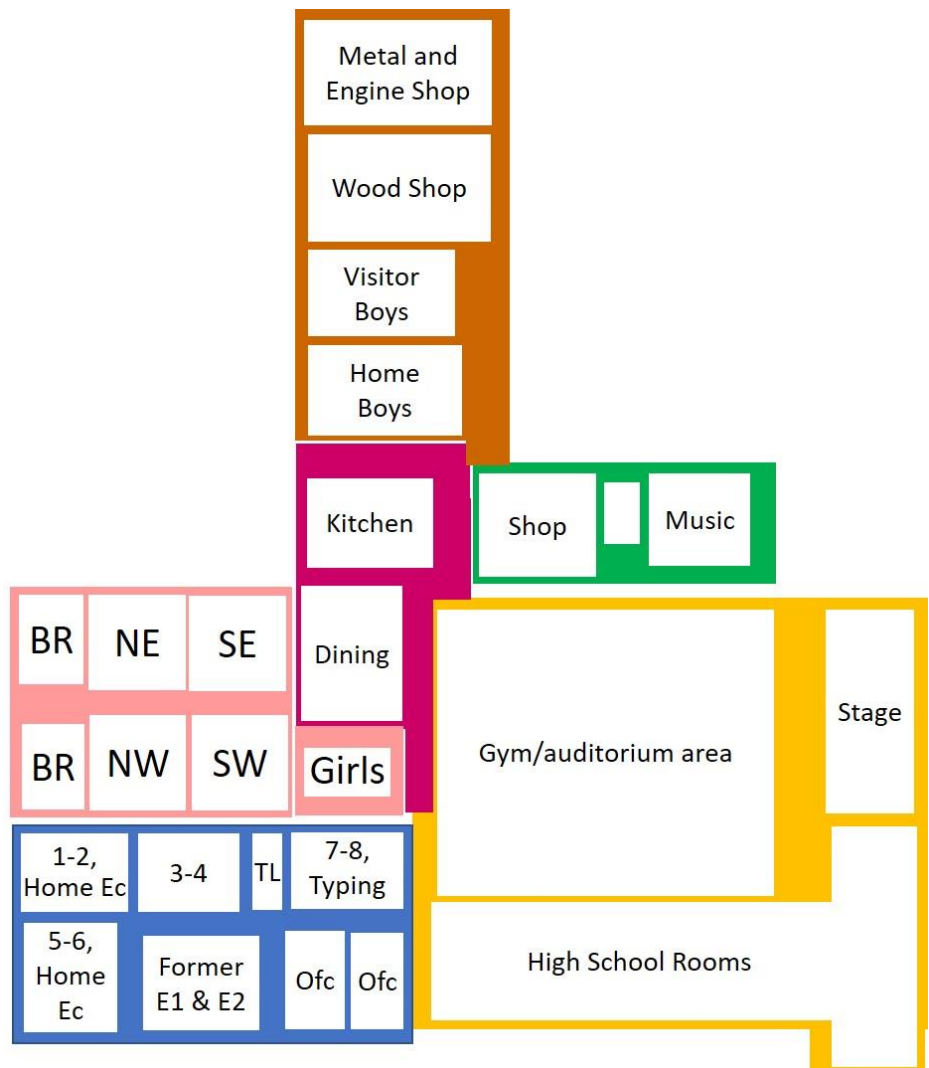 Metal and
Engine Shop
Wood Shop
Visitor
Boys
Home
Boys
Kitchen
Shop
Music
Dining
BR
NE
SE
BR
NW
SW
Girls
Gym/auditorium area
Stage
1-2,
Home Ec
3-4
TL
7-8,
Typing
5-6,
Home
Ec
Former
E1 & E2
Ofc
Ofc
High School Rooms